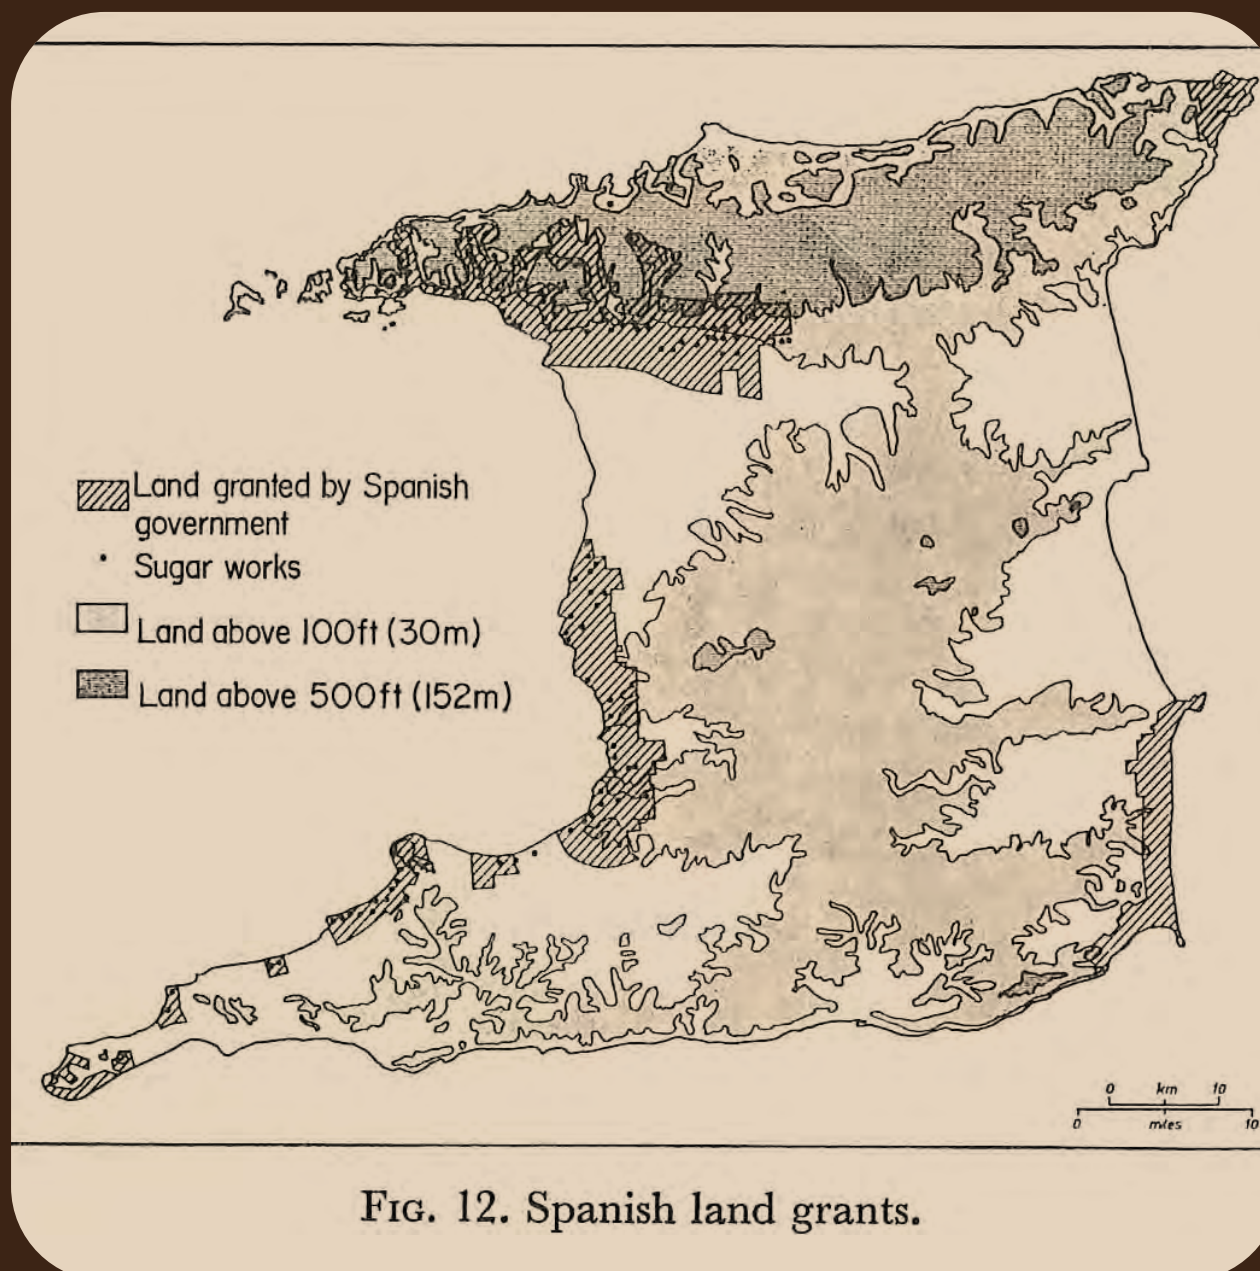 Land granted by Spanish
government
Sugar works
Land above 100ft (30m)
Land above 500ft (152m)
0 km 10
0 miles 10
FIG. 12. Spanish land grants.